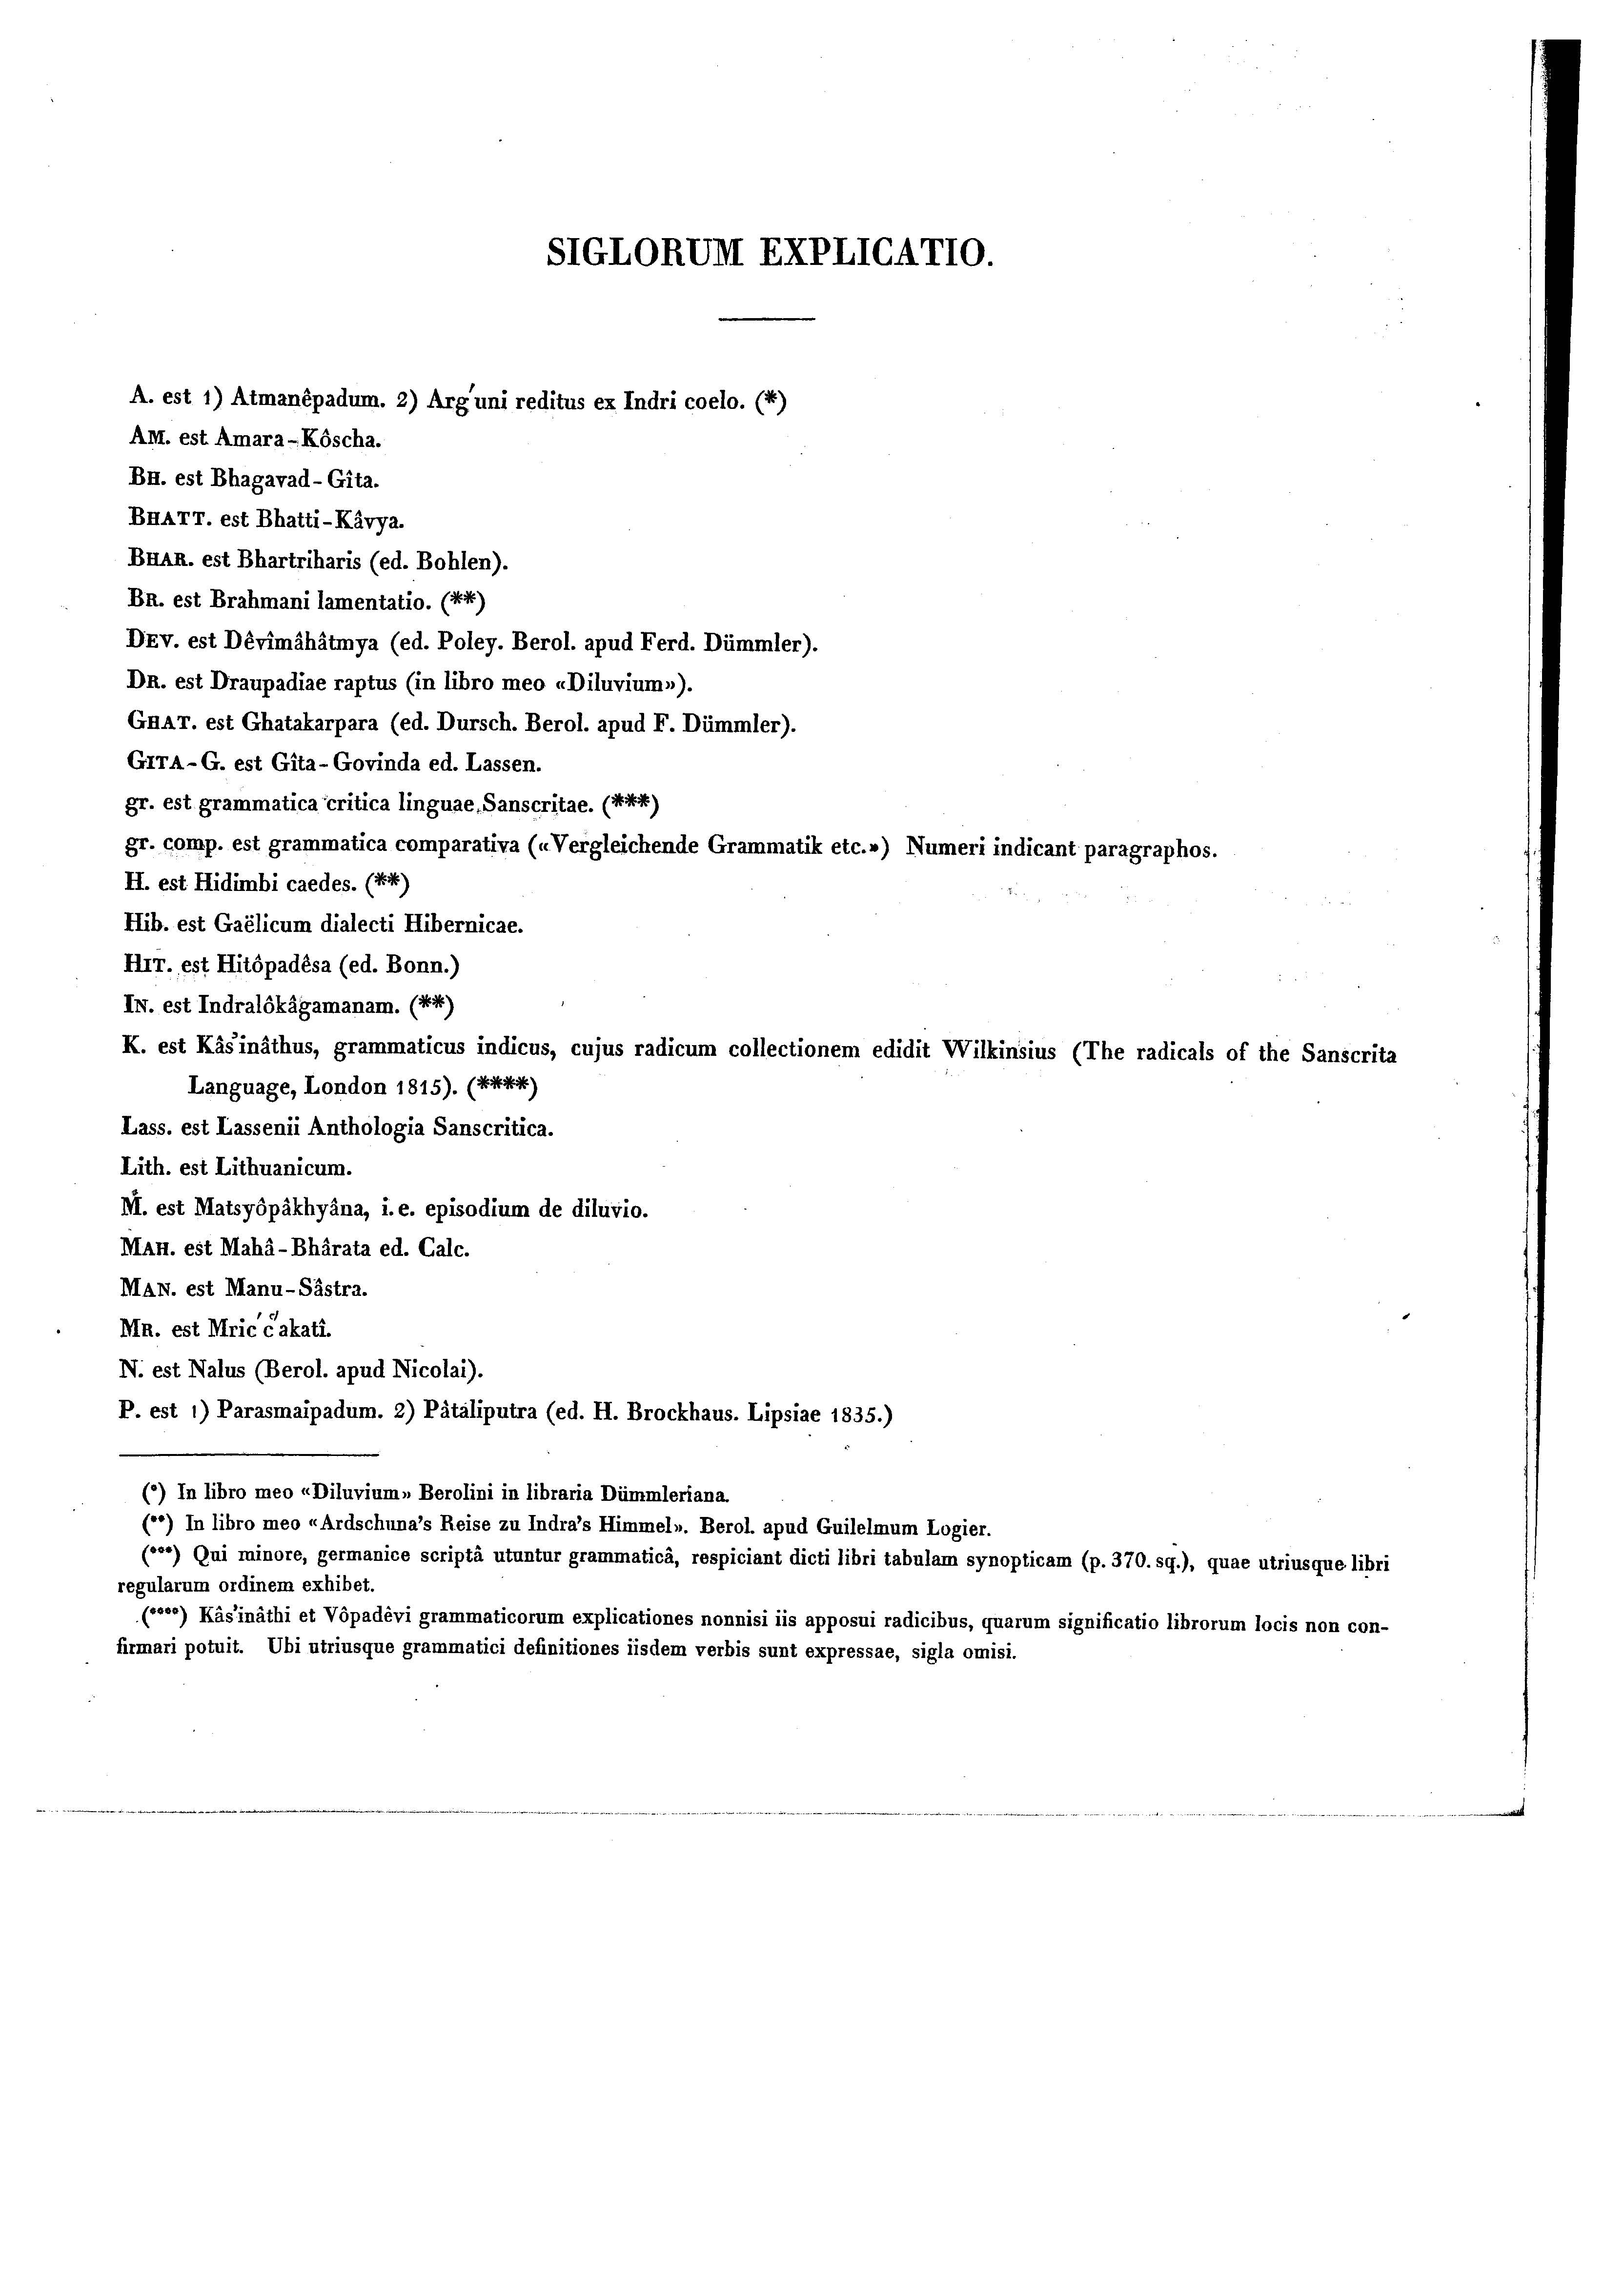 SIGLORUM EXPLICATIO.
A. est 1) Atmanêpadum. 2) Arg'uni reditus ex Indri coelo. (*)
AM. est Amara-Kôscha.
BH. est Bhagavad-Gîta.
BHATT. est Bhatti-Kâvya.
BHAR. est Bhartriharis (ed. Bohlen).
BR. est Brahmani lamentatio. (**)
DEV. est Dêvîmâhâtmya (ed. Poley. Berol. apud Ferd. Dümmler).
DR. est Draupadiae raptus (in libro meo «Diluvium»).
GHAT. est Ghatakarpara (ed. Dursch. Berol. apud F. Dümmler).
GITA-G. est Gîta-Govinda ed. Lassen.
gr. est grammatica critica linguae Sanscritae. (***)
gr. comp. est grammatica comparativa («Vergleichende Grammatik etc.») Numeri indicant paragraphos.
H. est Hidimbi caedes. (**)
Hib. est Gaëlicum dialecti Hibernicae.
HIT. est Hitôpadêsa (ed. Bonn.)
IN. est Indralôkâgamanam. (**)
K. est Kâs'inâthus, grammaticus indicus, cujus radicum collectionem edidit Wilkinsius (The radicals of the Sanscrita
Language, London 1815). (****)
Lass. est Lassenii Anthologia Sanscritica.
Lith. est Lithuanicum.
M. est Matsyôpâkhyâna, i.e. episodium de diluvio.
MAH. est Mahâ-Bhârata ed. Calc.
MAN. est Manu-Sâstra.
MR. est Mric'c̔'akatî.
N. est Nalus (Berol. apud Nicolai).
P. est 1) Parasmaipadum. 2) Pâtaliputra (ed. H. Brockhaus. Lipsiae 1835.)
(*) In libro meo «Diluvium» Berolini in libraria Dümmleriana.
(**) In libro meo «Ardschuna's Reise zu Indra's Himmel». Berol. apud Guilelmum Logier.
(***) Qui minore, germanice scriptâ utuntur grammaticâ, respiciant dicti libri tabulam synopticam (p. 370. sq.), quae utriusque libri
regularum ordinem exhibet.
(****) Kâs'inâthi et Vôpadêvi grammaticorum explicationes nonnisi iis apposui radicibus, quarum significatio librorum locis non con-
firmari potuit. Ubi utriusque grammatici definitiones iisdem verbis sunt expressae, sigla omisi.